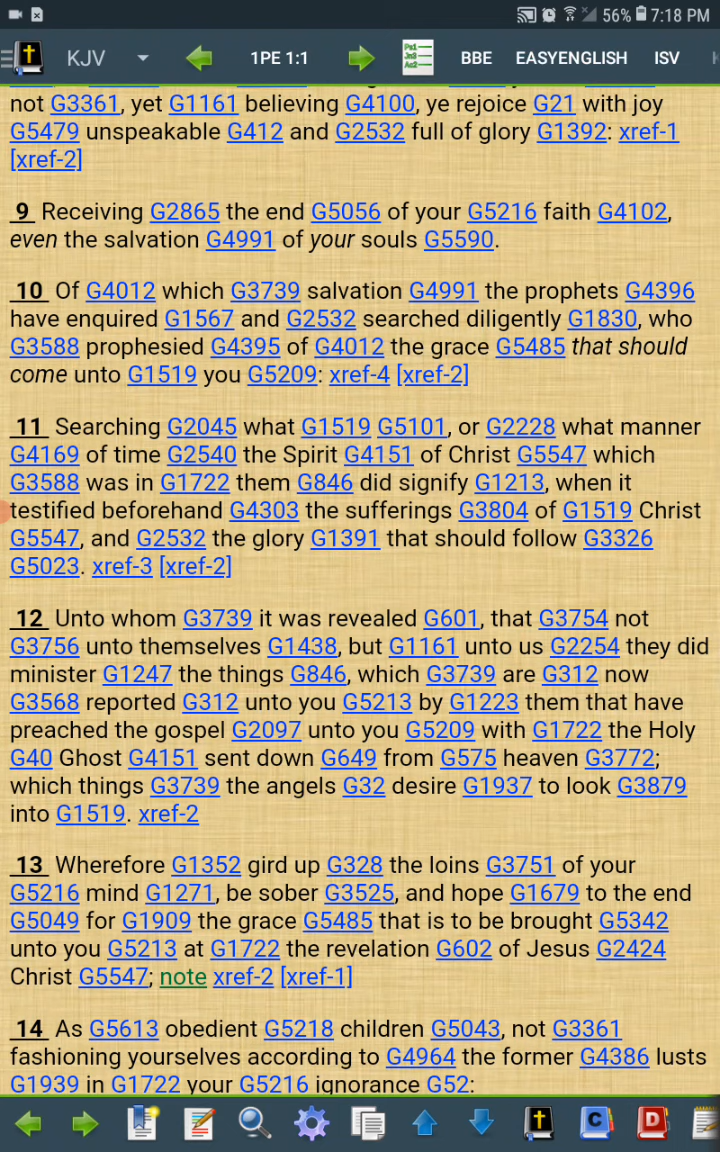 56% 7:18 PM
KJV 1PE 1:1 BBE EASYENGLISH ISV
not G3361, yet G1161 believing G4100, ye rejoice G21 with joy
G5479 unspeakable G412 and G2532 full of glory G1392: xref-1
[xref-2]
9 Receiving G2865 the end G5056 of your G5216 faith G4102,
even the salvation G4991 of your souls G5590.
10 Of G4012 which G3739 salvation G4991 the prophets G4396
have enquired G1567 and G2532 searched diligently G1830, who
G3588 prophesied G4395 of G4012 the grace G5485 that should
come unto G1519 you G5209: xref-4 [xref-2]
11 Searching G2045 what G1519 G5101, or G2228 what manner
G4169 of time G2540 the Spirit G4151 of Christ G5547 which
G3588 was in G1722 them G846 did signify G1213, when it
testified beforehand G4303 the sufferings G3804 of G1519 Christ
G5547, and G2532 the glory G1391 that should follow G3326
G5023. xref-3 [xref-2]
12 Unto whom G3739 it was revealed G601, that G3754 not
G3756 unto themselves G1438, but G1161 unto us G2254 they did
minister G1247 the things G846, which G3739 are G312 now
G3568 reported G312 unto you G5213 by G1223 them that have
preached the gospel G2097 unto you G5209 with G1722 the Holy
G40 Ghost G4151 sent down G649 from G575 heaven G3772;
which things G3739 the angels G32 desire G1937 to look G3879
into G1519. xref-2
13 Wherefore G1352 gird up G328 the loins G3751 of your
G5216 mind G1271, be sober G3525, and hope G1679 to the end
G5049 for G1909 the grace G5485 that is to be brought G5342
unto you G5213 at G1722 the revelation G602 of Jesus G2424
Christ G5547; note xref-2 [xref-1]
14 As G5613 obedient G5218 children G5043, not G3361
fashioning yourselves according to G4964 the former G4386 lusts
G1939 in G1722 your G5216 ignorance G52:
C D